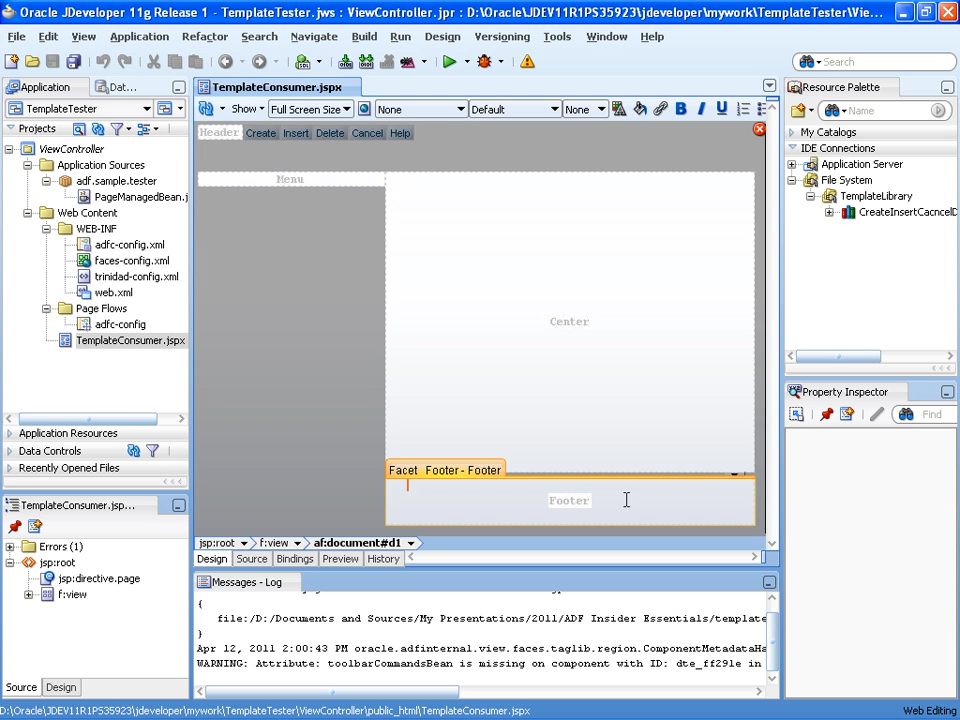 Oracle JDeveloper 11g Release 1 - TemplateTester.jws : ViewController.jpr : D:\Oracle\JDEV11R1PS35923\jdeveloper\mywork\TemplateTester\Vie...
File Edit View Application Refactor Search Navigate Build Run Design Versioning Tools Window Help
Search
Application
Dat...
TemplateTester
Projects
ViewController
Application Sources
adf.sample.tester
PageManagedBean.j
Web Content
WEB-INF
adfc-config.xml
faces-config.xml
trinidad-config.xml
web.xml
Page Flows
adfc-config
TemplateConsumer.jspx
Application Resources
Data Controls
Recently Opened Files
TemplateConsumer.jsp...
Errors (1)
jsp:root
jsp:directive.page
f:view
Source Design
TemplateConsumer.jspx
Show Full Screen Size None Default None B I U
Header Create Insert Delete Cancel Help
Menu
Center
Facet Footer - Footer
Footer
jsp:root f:view af:document#d1
Design Source Bindings Preview History
Messages - Log
{
file:/D:/Documents and Sources/My Presentations/2011/ADF Insider Essentials/template
}
Apr 12, 2011 2:00:43 PM oracle.adfinternal.view.faces.taglib.region.ComponentMetadataHa
WARNING: Attribute: toolbarCommandsBean is missing on component with ID: dte_ff291e in
Resource Palette
Name
My Catalogs
IDE Connections
Application Server
File System
TemplateLibrary
CreateInsertCacncelD
Property Inspector
Find
D:\Oracle\JDEV11R1PS35923\jdeveloper\mywork\TemplateTester\ViewController\public_html\TemplateConsumer.jspx
Web Editing